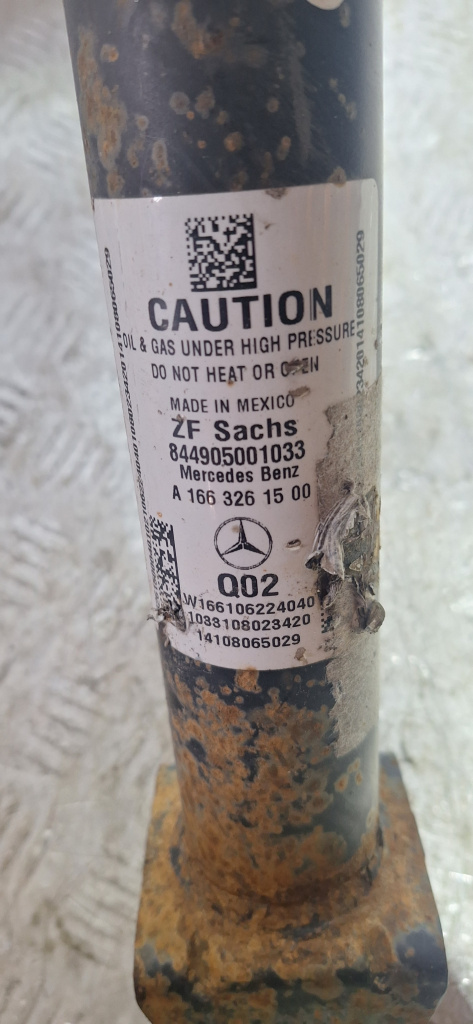 CAUTION
OIL & GAS UNDER HIGH PRESSURE
DO NOT HEAT OR OPEN
MADE IN MEXICO
ZF Sachs
844905001033
Mercedes Benz
A 166 326 15 00
Q02
W166106224040
1033108023420
14108065029